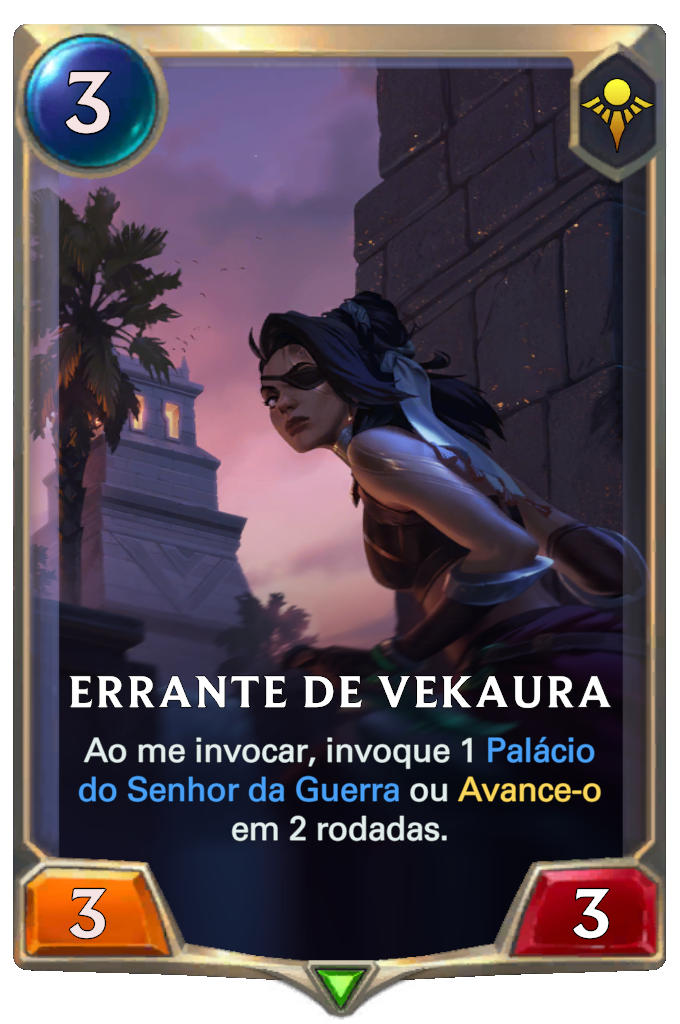 3
ERRANTE DE VEKAURA
Ao me invocar, invoque 1 Palácio
do Senhor da Guerra ou Avance-o
em 2 rodadas.
3
3